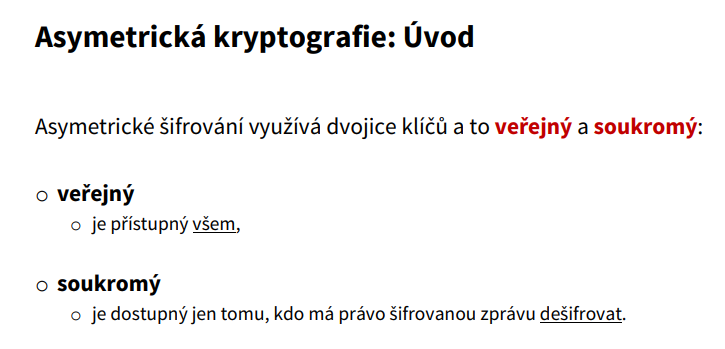 Asymetrická kryptografie: Úvod
Asymetrické šifrování využívá dvojice klíčů a to veřejný a soukromý:
○ veřejný
○ je přístupný všem,
○ soukromý
○ je dostupný jen tomu, kdo má právo šifrovanou zprávu dešifrovat.